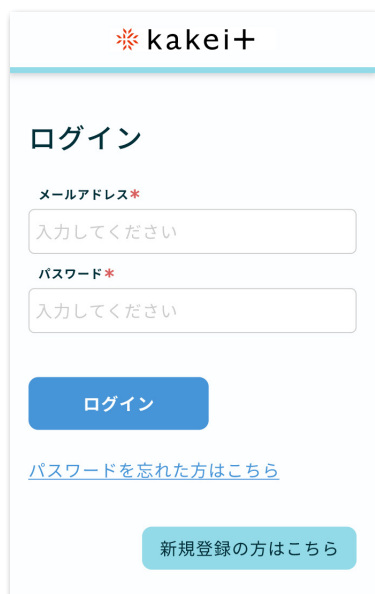 kakei+
ログイン
メールアドレス*
入力してください
パスワード*
入力してください
ログイン
パスワードを忘れた方はこちら
新規登録の方はこちら